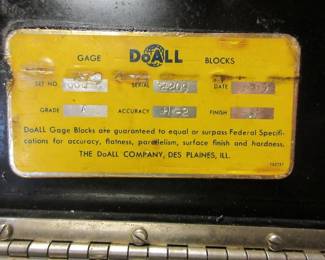 GAGE DoALL BLOCKS
SET NO. SERIAL DATE
GRADE A ACCURACY FINISH
DoALL Gage Blocks are guaranteed to equal or surpass Federal Specifi-
cations for accuracy, flatness, parallelism, surface finish and hardness.
THE DoALL COMPANY, DES PLAINES, ILL.